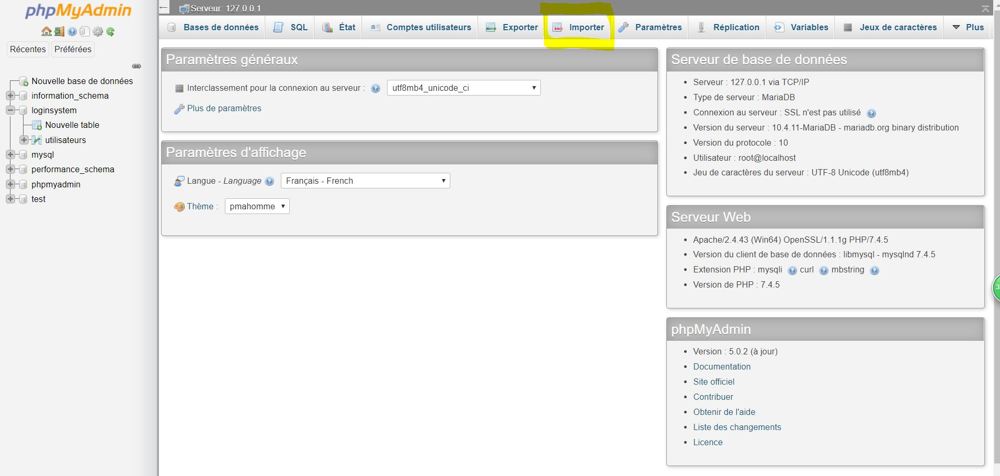 phpMyAdmin
Récentes Préférées
Nouvelle base de données
information_schema
loginsystem
Nouvelle table
utilisateurs
mysql
performance_schema
phpmyadmin
test
Serveur: 127.0.0.1
Bases de données SQL État Comptes utilisateurs Exporter Importer Paramètres Réplication Variables Jeux de caractères Plus
Paramètres généraux
Interclassement pour la connexion au serveur : utf8mb4_unicode_ci
Plus de paramètres
Paramètres d'affichage
Langue - Language Français - French
Thème : pmahomme
Serveur de base de données
• Serveur : 127.0.0.1 via TCP/IP
• Type de serveur : MariaDB
• Connexion au serveur : SSL n'est pas utilisé
• Version du serveur : 10.4.11-MariaDB - mariadb.org binary distribution
• Version du protocole : 10
• Utilisateur : root@localhost
• Jeu de caractères du serveur : UTF-8 Unicode (utf8mb4)
Serveur Web
• Apache/2.4.43 (Win64) OpenSSL/1.1.1g PHP/7.4.5
• Version du client de base de données : libmysql - mysqlnd 7.4.5
• Extension PHP : mysqli curl mbstring
• Version de PHP : 7.4.5
3
phpMyAdmin
• Version : 5.0.2 (à jour)
• Documentation
• Site officiel
• Contribuer
• Obtenir de l'aide
• Liste des changements
• Licence